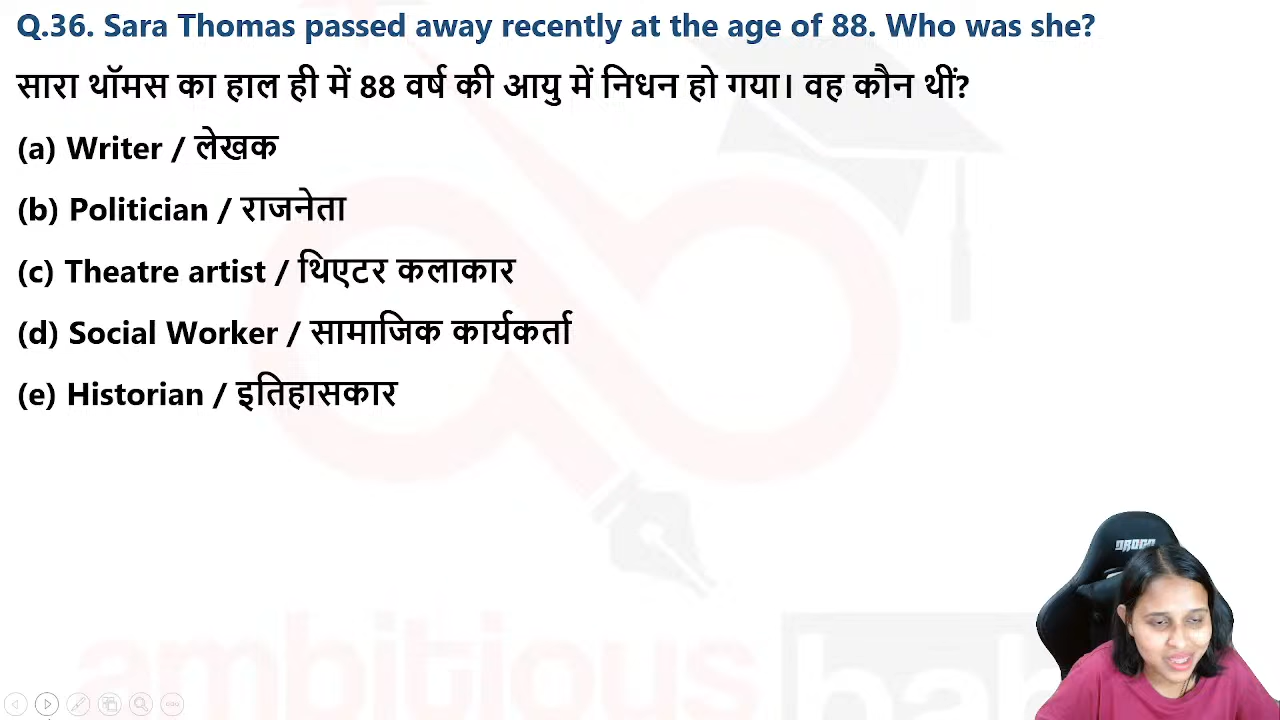 Q.36. Sara Thomas passed away recently at the age of 88. Who was she?
सारा थॉमस का हाल ही में 88 वर्ष की आयु में निधन हो गया। वह कौन थीं?
(a) Writer / लेखक
(b) Politician / राजनेता
(c) Theatre artist / थिएटर कलाकार
(d) Social Worker / सामाजिक कार्यकर्ता
(e) Historian / इतिहासकार
ambitious